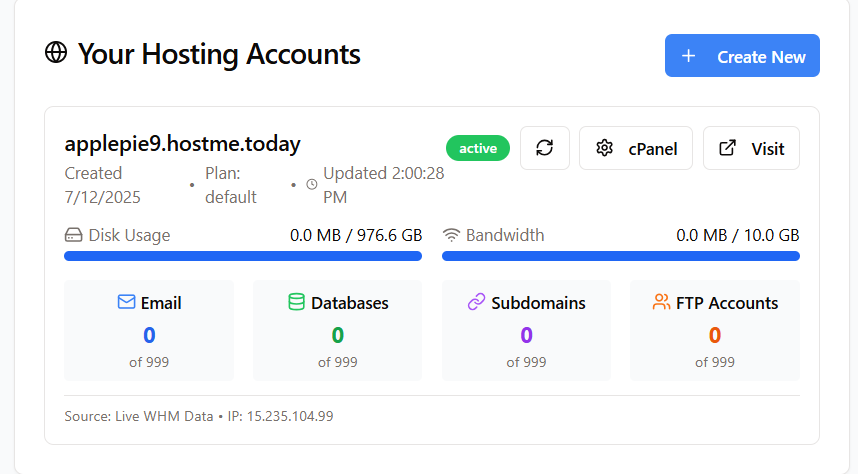 Your Hosting Accounts
Create New
applepie9.hostme.today
active
cPanel
Visit
Created 7/12/2025
• Plan: default
• Updated 2:00:28 PM
Disk Usage 0.0 MB / 976.6 GB
Bandwidth 0.0 MB / 10.0 GB
Email
0
of 999
Databases
0
of 999
Subdomains
0
of 999
FTP Accounts
0
of 999
Source: Live WHM Data • IP: 15.235.104.99